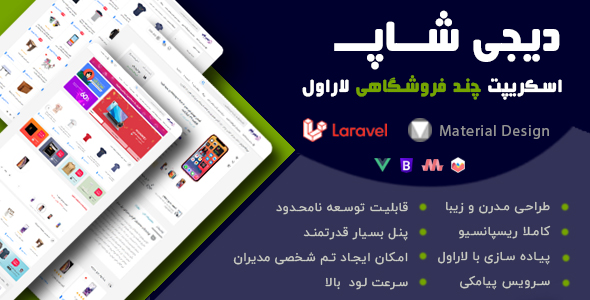 دیجی شاپ
اسکریپت چند فروشگاهی لاراول
Laravel Material Design
طراحی مدرن و زیبا
کاملا ریسپانسیو
پیاده سازی با لاراول
سرویس پیامکی
قابلیت توسعه نامحدود
پنل بسیار قدرتمند
امکان ایجاد تم شخصی مدیران
سرعت لود بالا